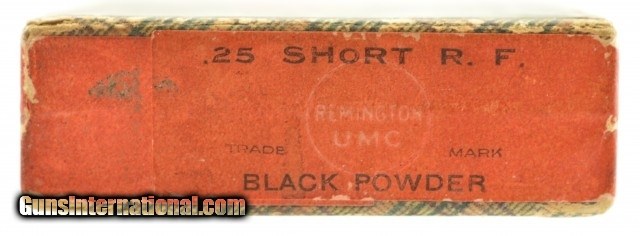 .25 SHORT R. F.
REMINGTON
UMC
TRADE MARK
BLACK POWDER
GunsInternational.com